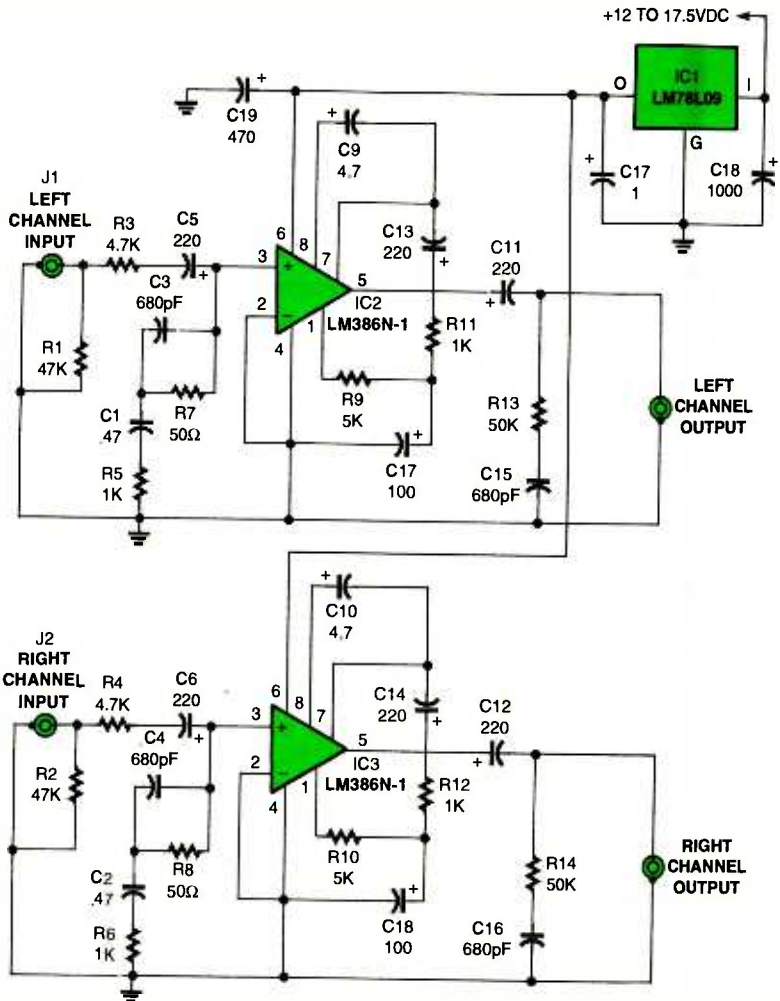 +12 TO 17.5VDC
O
IC1
LM78L09
I
G
C19
470
C17
1
C18
1000
J1
LEFT
CHANNEL
INPUT
R3
4.7K
C5
220
C3
680pF
R1
47K
C1
.47
R7
50Ω
R5
1K
C9
4.7
C13
220
6
8
7
3
2
4
1
5
IC2
LM386N-1
R11
1K
R9
5K
C17
100
C11
220
R13
50K
C15
680pF
LEFT
CHANNEL
OUTPUT
J2
RIGHT
CHANNEL
INPUT
R4
4.7K
C6
220
C4
680pF
R2
47K
C2
.47
R8
50Ω
R6
1K
C10
4.7
C14
220
6
8
7
3
2
4
1
5
IC3
LM386N-1
R12
1K
R10
5K
C18
100
C12
220
R14
50K
C16
680pF
RIGHT
CHANNEL
OUTPUT